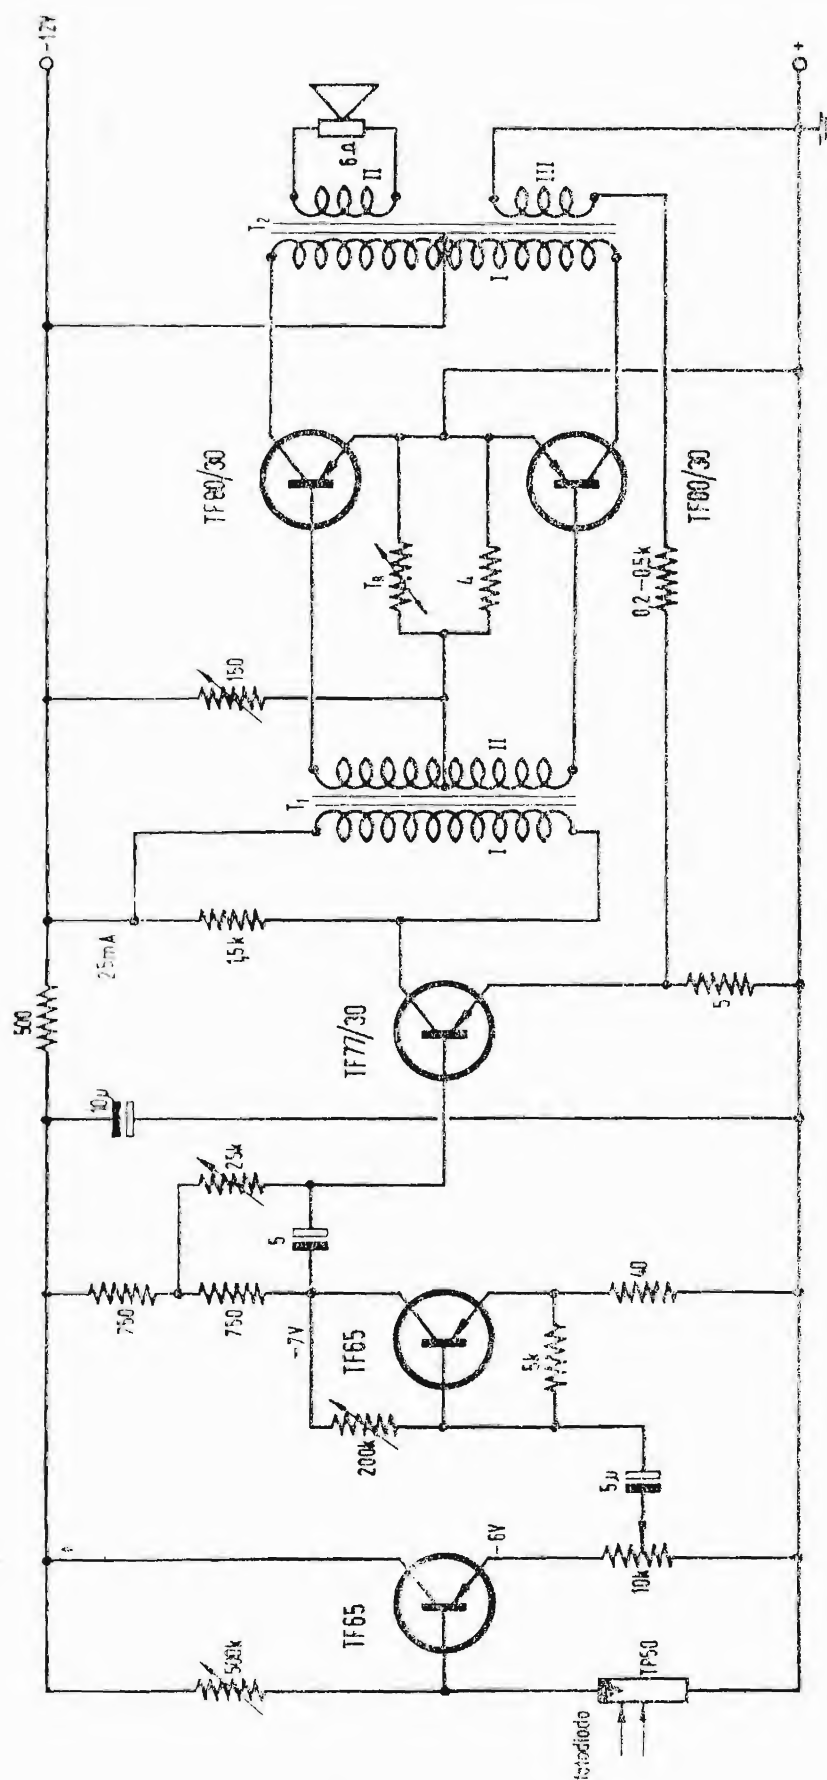 -12V
+
6Ω
II
III
T₂
I
TF80/30
TF80/30
T_R
4
0,2-0,5k
150
T₁
II
I
25mA
1,5k
500
TF77/30
5
10μ
25k
5
750
750
-7V
TF65
40
5k
200k
5μ
-6V
10k
TF65
500k
TP50
fotodiodo